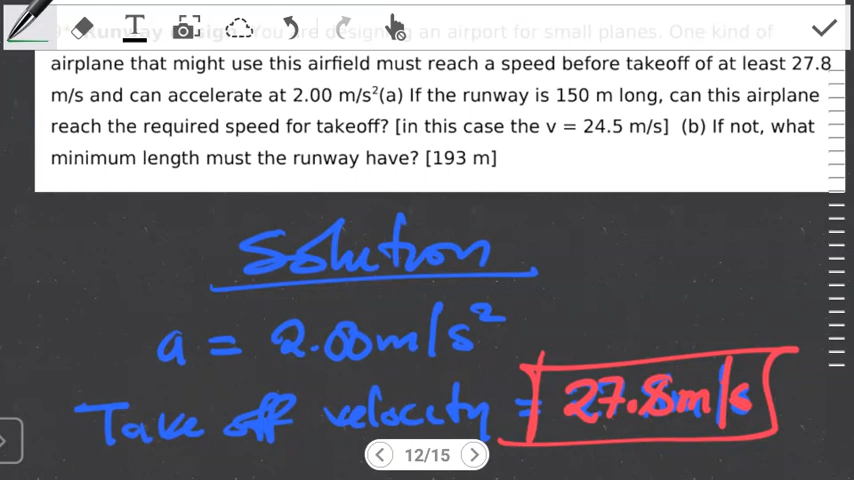 T
9* Runway design. You are designing an airport for small planes. One kind of
airplane that might use this airfield must reach a speed before takeoff of at least 27.8
m/s and can accelerate at 2.00 m/s²(a) If the runway is 150 m long, can this airplane
reach the required speed for takeoff? [in this case the v = 24.5 m/s] (b) If not, what
minimum length must the runway have? [193 m]
Solution
a = 2.00m/s²
Take off velocity = 27.8m/s
12/15